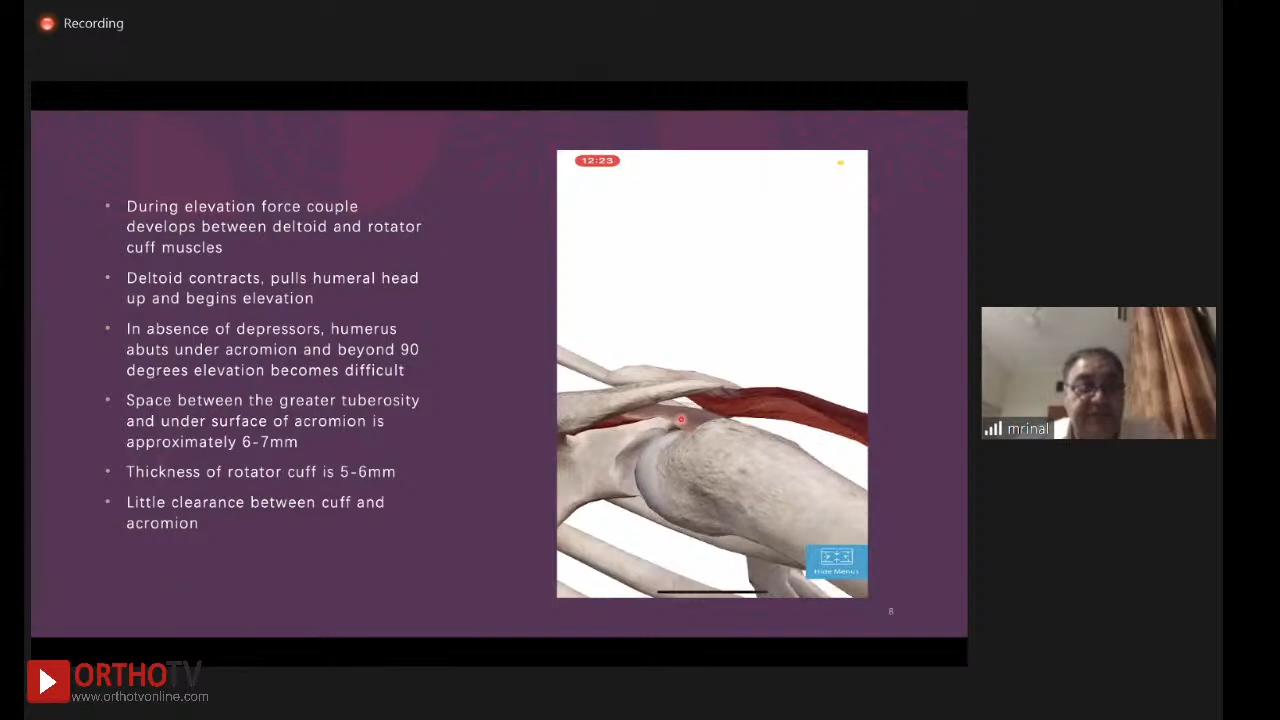 Recording
12:23
During elevation force couple
develops between deltoid and rotator
cuff muscles
Deltoid contracts, pulls humeral head
up and begins elevation
In absence of depressors, humerus
abuts under acromion and beyond 90
degrees elevation becomes difficult
Space between the greater tuberosity
and under surface of acromion is
approximately 6-7mm
Thickness of rotator cuff is 5-6mm
Little clearance between cuff and
acromion
Hide Menus
8
mrinal
ORTHOTV
www.orthotvonline.com